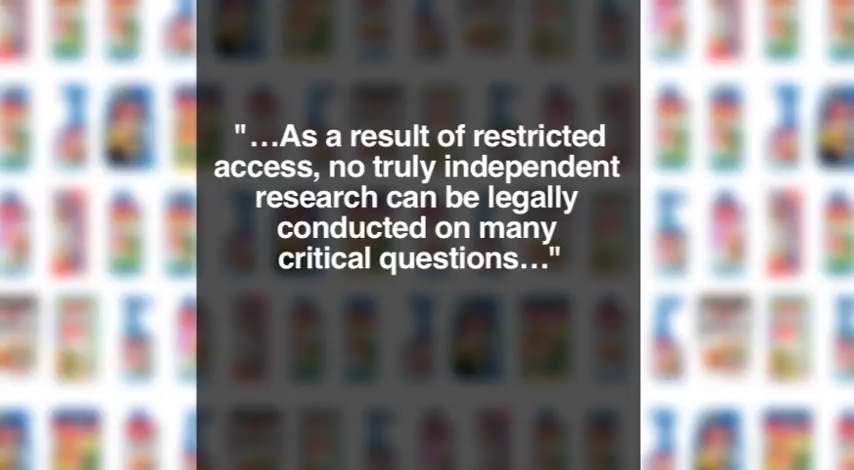 "…As a result of restricted
access, no truly independent
research can be legally
conducted on many
critical questions…"